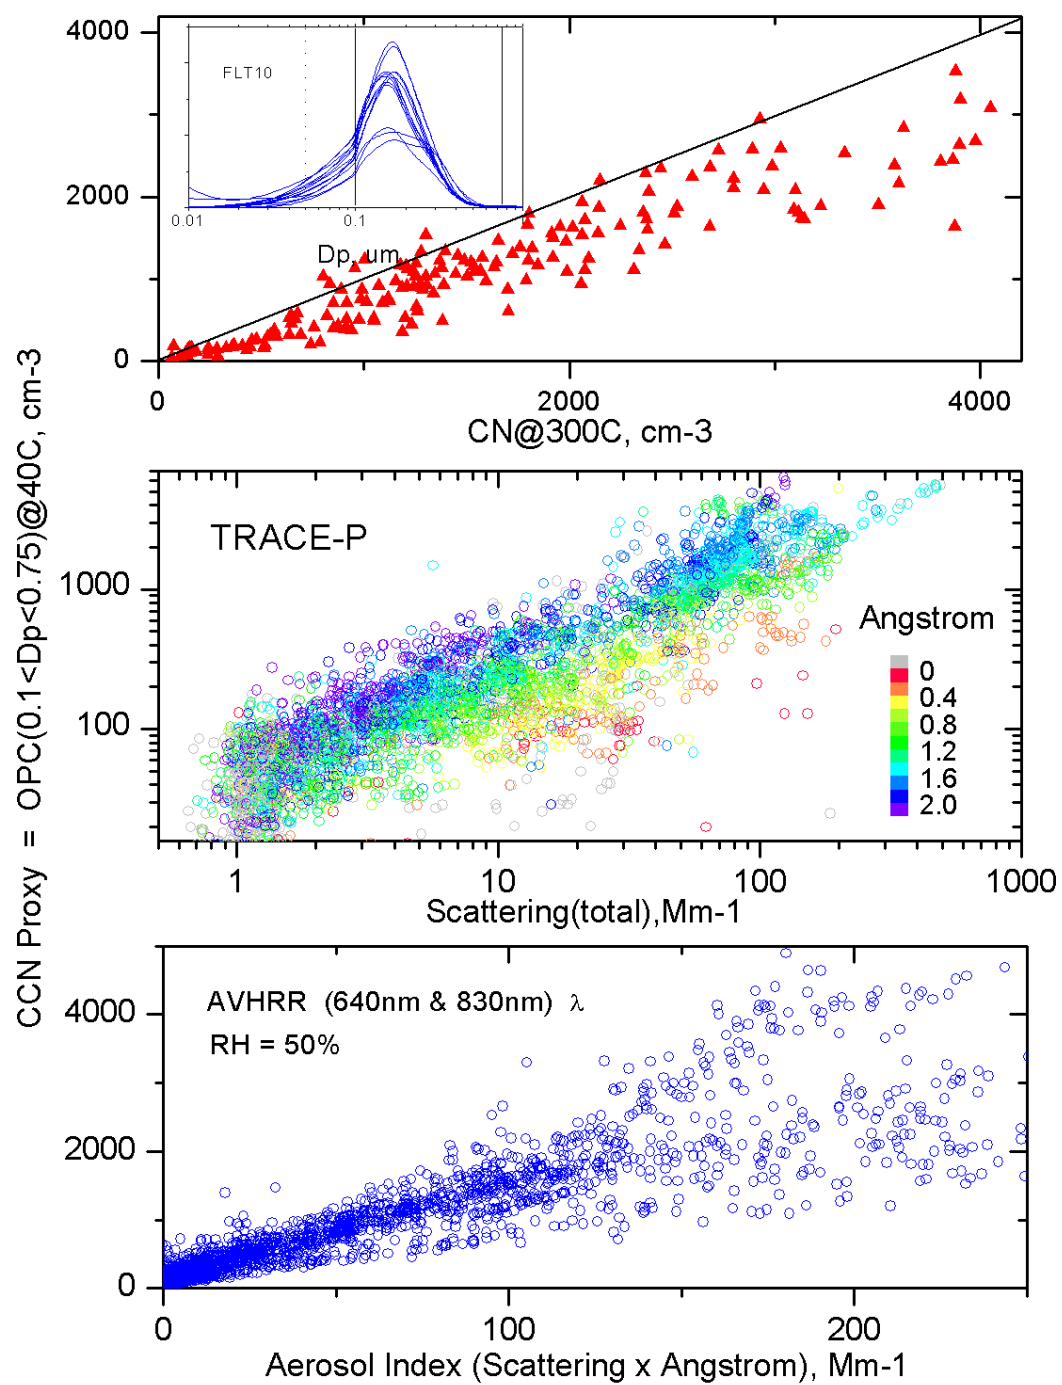 CCN Proxy = OPC(0.1<Dp<0.75)@40C, cm-3
4000
2000
0
FLT10
0.01
0.1
Dp, um
0
2000
4000
CN@300C, cm-3
TRACE-P
1000
100
Angstrom
0
0.4
0.8
1.2
1.6
2.0
1
10
100
1000
Scattering(total),Mm-1
AVHRR (640nm & 830nm) λ
RH = 50%
4000
2000
0
0
100
200
Aerosol Index (Scattering x Angstrom), Mm-1